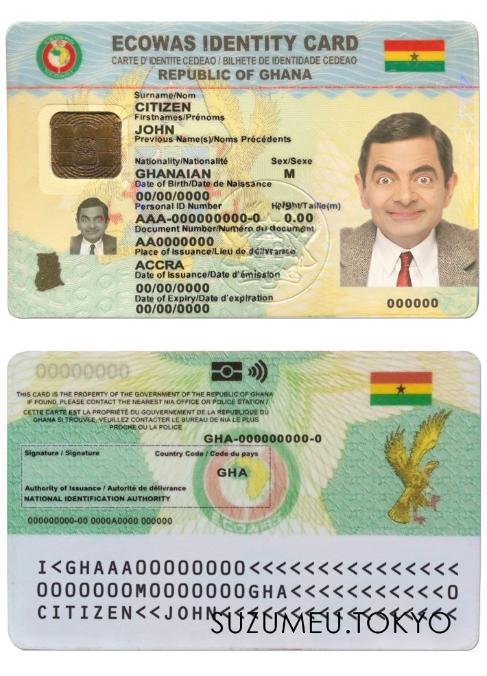 ECOWAS IDENTITY CARD
CARTE D'IDENTITE CEDEAO / BILHETE DE IDENTIDADE CEDEAO
REPUBLIC OF GHANA
Surname/Nom
CITIZEN
Firstnames/Prénoms
JOHN
Previous Name(s)/Noms Précédents
Nationality/Nationalité Sex/Sexe
GHANAIAN M
Date of Birth/Date de Naissance
00/00/0000
Personal ID Number Height/Taille(m)
AAA-000000000-0 0.00
Document Number/Numéro du document
AA0000000
Place of Issuance/Lieu de délivrance
ACCRA
Date of Issuance/Date d'émission
00/00/0000
Date of Expiry/Date d'expiration
00/00/0000
000000
00000000
THIS CARD IS THE PROPERTY OF THE GOVERNMENT OF THE REPUBLIC OF GHANA
IF FOUND, PLEASE CONTACT THE NEAREST NIA OFFICE OR POLICE STATION /
CETTE CARTE EST LA PROPRIÉTÉ DU GOUVERNEMENT DE LA REPUBLIQUE DU
GHANA SI TROUVEE, VEUILLEZ CONTACTER LE BUREAU DE NIA LE PLUS
PROCHE OU LA POLICE
GHA-000000000-0
Signature / Signature Country Code / Code du pays
GHA
Authority of Issuance / Autorité de délivrance
NATIONAL IDENTIFICATION AUTHORITY
ECOWAS
000000000-00 0000A0000 000000
I<GHAAA00000000<<<<<<<<<<<<<<<
0000000M0000000GHA<<<<<<<<<<<0
CITIZEN<<JOHN<<<<<<<<<<<<<<<<<
SUZUMEU.TOKYO